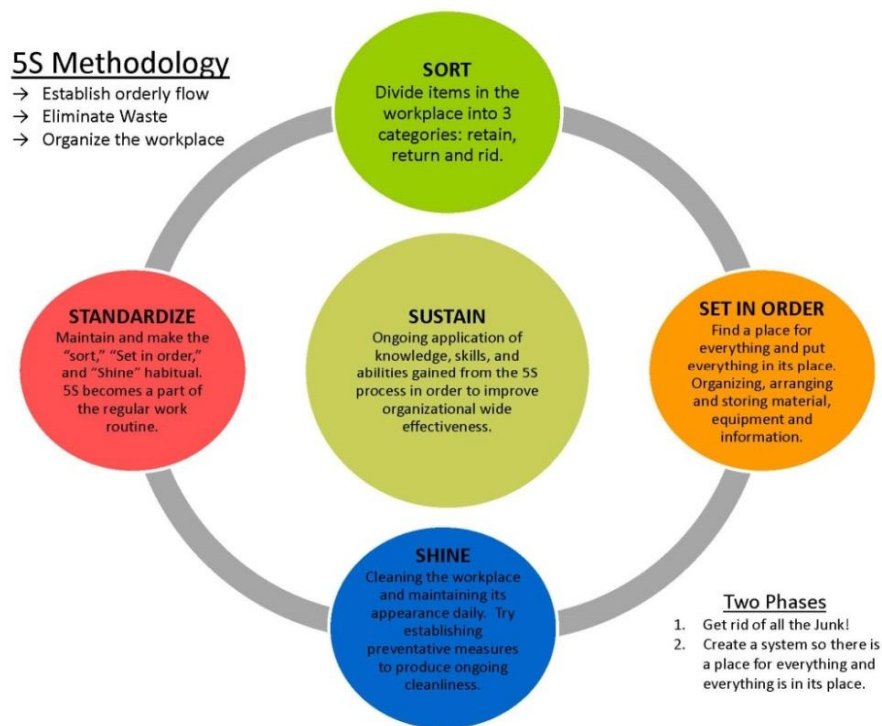 5S Methodology
→ Establish orderly flow
→ Eliminate Waste
→ Organize the workplace
SORT
Divide items in the
workplace into 3
categories: retain,
return and rid.
STANDARDIZE
Maintain and make the
“sort,” “Set in order,”
and “Shine” habitual.
5S becomes a part of
the regular work
routine.
SUSTAIN
Ongoing application of
knowledge, skills, and
abilities gained from the 5S
process in order to improve
organizational wide
effectiveness.
SET IN ORDER
Find a place for
everything and put
everything in its place.
Organizing, arranging
and storing material,
equipment and
information.
SHINE
Cleaning the workplace
and maintaining its
appearance daily. Try
establishing
preventative measures
to produce ongoing
cleanliness.
Two Phases
1. Get rid of all the Junk!
2. Create a system so there is
a place for everything and
everything is in its place.